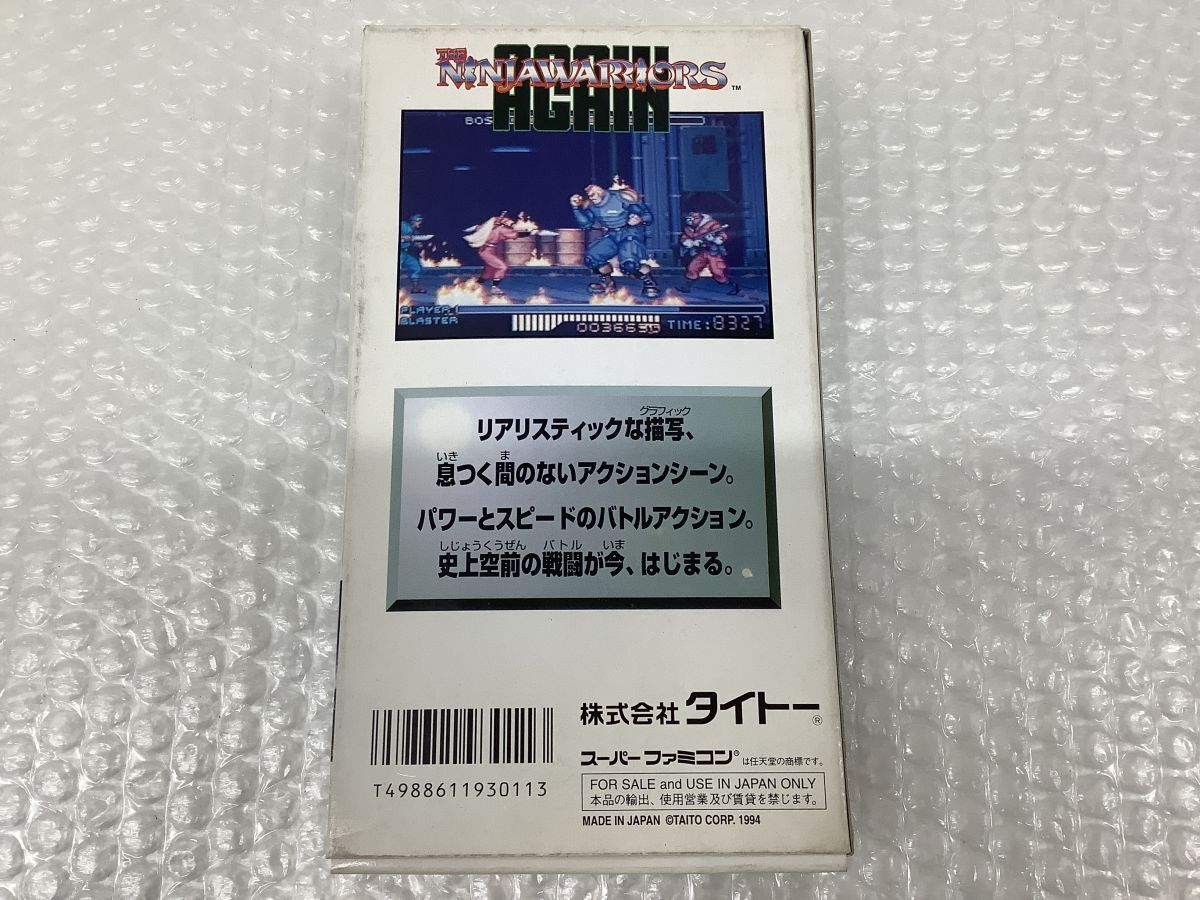 THE
NINJAWARRIORS™
AGAIN
BOS
PLAYER 1
BLASTER
TIME:8327
グラフィック
リアリスティックな描写、
いき ま
息つく間のないアクションシーン。
パワーとスピードのバトルアクション。
しじょうくうぜん バトル いま
史上空前の戦闘が今、はじまる。
T4988611930113
株式会社 タイトー®
スーパーファミコン®は任天堂の商標です。
FOR SALE and USE IN JAPAN ONLY
本品の輸出、使用営業及び賃貸を禁じます。
MADE IN JAPAN ©TAITO CORP. 1994